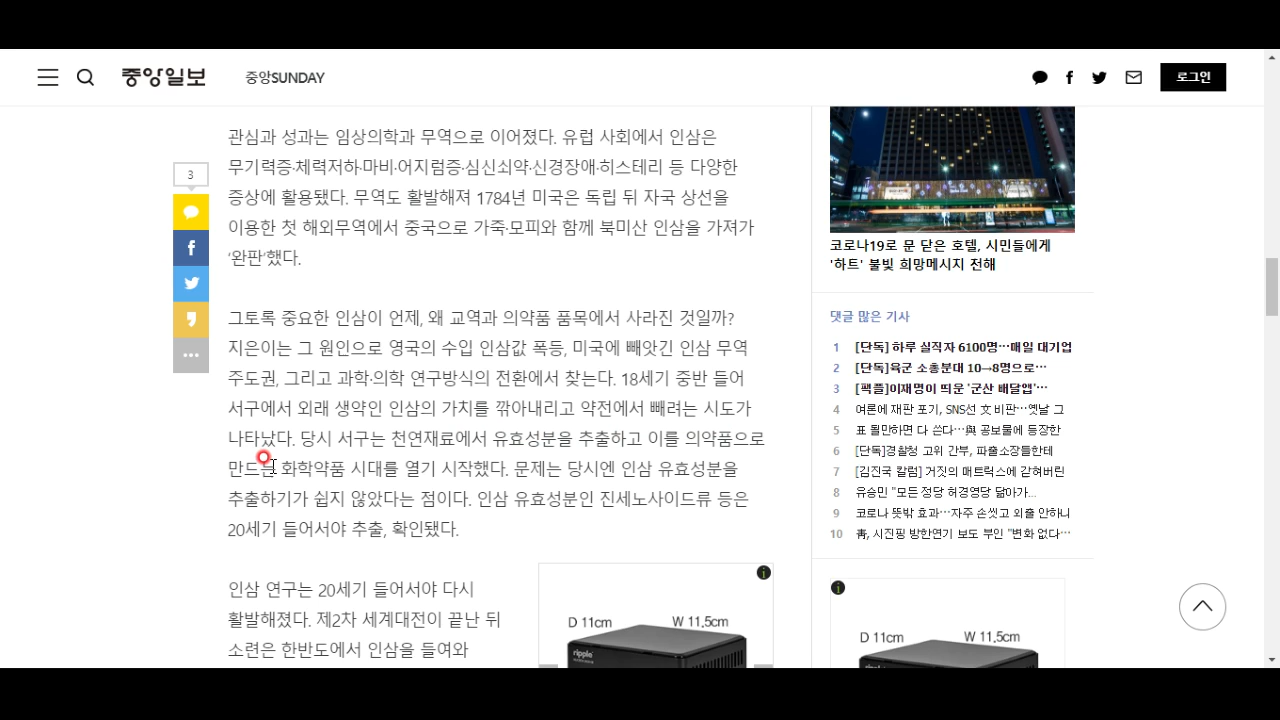 중앙일보
중앙SUNDAY
로그인
3
관심과 성과는 임상의학과 무역으로 이어졌다. 유럽 사회에서 인삼은
무기력증·체력저하·마비·어지럼증·심신쇠약·신경장애·히스테리 등 다양한
증상에 활용됐다. 무역도 활발해져 1784년 미국은 독립 뒤 자국 상선을
이용한 첫 해외무역에서 중국으로 가죽·모피와 함께 북미산 인삼을 가져가
‘완판’했다.
그토록 중요한 인삼이 언제, 왜 교역과 의약품 품목에서 사라진 것일까?
지은이는 그 원인으로 영국의 수입 인삼값 폭등, 미국에 빼앗긴 인삼 무역
주도권, 그리고 과학·의학 연구방식의 전환에서 찾는다. 18세기 중반 들어
서구에서 외래 생약인 인삼의 가치를 깎아내리고 약전에서 빼려는 시도가
나타났다. 당시 서구는 천연재료에서 유효성분을 추출하고 이를 의약품으로
만드는 화학약품 시대를 열기 시작했다. 문제는 당시엔 인삼 유효성분을
추출하기가 쉽지 않았다는 점이다. 인삼 유효성분인 진세노사이드류 등은
20세기 들어서야 추출, 확인됐다.
인삼 연구는 20세기 들어서야 다시
활발해졌다. 제2차 세계대전이 끝난 뒤
소련은 한반도에서 인삼을 들여와
D 11cm W 11.5cm
ripple
코로나19로 문 닫은 호텔, 시민들에게
'하트' 불빛 희망메시지 전해
댓글 많은 기사
1 [단독] 하루 실직자 6100명…매일 대기업
2 [단독]육군 소총분대 10→8명으로…
3 [팩플]이재명이 띄운 '군산 배달앱'…
4 여론에 재판 포기, SNS선 文 비판…옛날 그
5 표 될만하면 다 쓴다…與 공보물에 등장한
6 [단독]경찰청 고위 간부, 파출소장들한테
7 [김진국 칼럼] 거짓의 매트릭스에 갇혀버린
8 유승민 "모든 정당 허경영당 닮아가...
9 코로나 뜻밖 효과…자주 손씻고 외출 안하니
10 靑, 시진핑 방한연기 보도 부인 "변화 없다…
D 11cm W 11.5cm
ripple